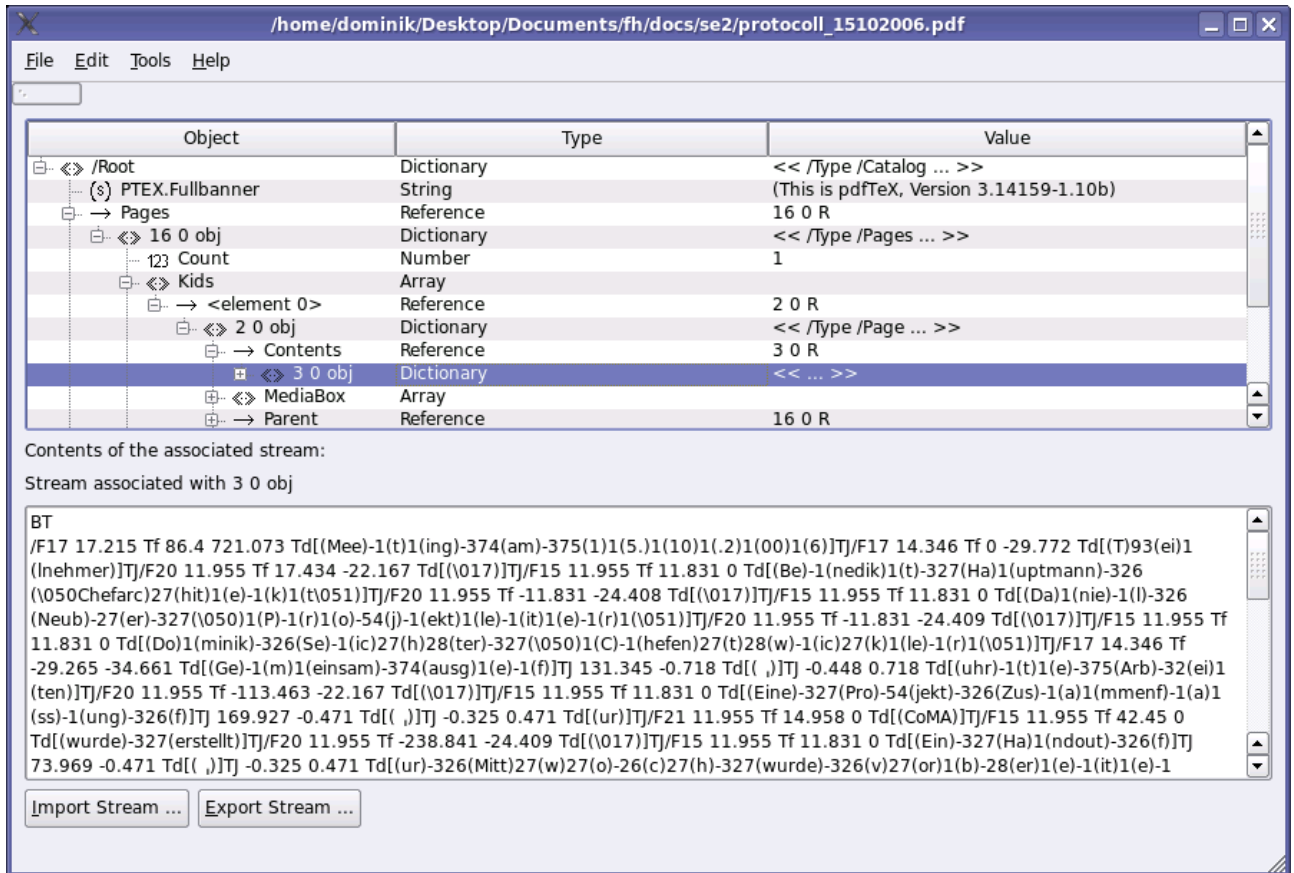 /home/dominik/Desktop/Documents/fh/docs/se2/protocoll_15102006.pdf
File Edit Tools Help
Object Type Value
/Root Dictionary << /Type /Catalog ... >>
(s) PTEX.Fullbanner String (This is pdfTeX, Version 3.14159-1.10b)
→ Pages Reference 16 0 R
16 0 obj Dictionary << /Type /Pages ... >>
123 Count Number 1
Kids Array
→ <element 0> Reference 2 0 R
2 0 obj Dictionary << /Type /Page ... >>
→ Contents Reference 3 0 R
3 0 obj Dictionary << ... >>
MediaBox Array
→ Parent Reference 16 0 R
Contents of the associated stream:
Stream associated with 3 0 obj
BT
/F17 17.215 Tf 86.4 721.073 Td[(Mee)-1(t)1(ing)-374(am)-375(1)1(5.)1(10)1(.2)1(00)1(6)]TJ/F17 14.346 Tf 0 -29.772 Td[(T)93(ei)1
(lnehmer)]TJ/F20 11.955 Tf 17.434 -22.167 Td[(\017)]TJ/F15 11.955 Tf 11.831 0 Td[(Be)-1(nedik)1(t)-327(Ha)1(uptmann)-326
(\050Chefarc)27(hit)1(e)-1(k)1(t\051)]TJ/F20 11.955 Tf -11.831 -24.408 Td[(\017)]TJ/F15 11.955 Tf 11.831 0 Td[(Da)1(nie)-1(l)-326
(Neub)-27(er)-327(\050)1(P)-1(r)1(o)-54(j)-1(ekt)1(le)-1(it)1(e)-1(r)1(\051)]TJ/F20 11.955 Tf -11.831 -24.409 Td[(\017)]TJ/F15 11.955 Tf
11.831 0 Td[(Do)1(minik)-326(Se)-1(ic)27(h)28(ter)-327(\050)1(C)-1(hefen)27(t)28(w)-1(ic)27(k)1(le)-1(r)1(\051)]TJ/F17 14.346 Tf
-29.265 -34.661 Td[(Ge)-1(m)1(einsam)-374(ausg)1(e)-1(f)]TJ 131.345 -0.718 Td[( ,)]TJ -0.448 0.718 Td[(uhr)-1(t)1(e)-375(Arb)-32(ei)1
(ten)]TJ/F20 11.955 Tf -113.463 -22.167 Td[(\017)]TJ/F15 11.955 Tf 11.831 0 Td[(Eine)-327(Pro)-54(jekt)-326(Zus)-1(a)1(mmenf)-1(a)1
(ss)-1(ung)-326(f)]TJ 169.927 -0.471 Td[( ,)]TJ -0.325 0.471 Td[(ur)]TJ/F21 11.955 Tf 14.958 0 Td[(CoMA)]TJ/F15 11.955 Tf 42.45 0
Td[(wurde)-327(erstellt)]TJ/F20 11.955 Tf -238.841 -24.409 Td[(\017)]TJ/F15 11.955 Tf 11.831 0 Td[(Ein)-327(Ha)1(ndout)-326(f)]TJ
73.969 -0.471 Td[( ,)]TJ -0.325 0.471 Td[(ur)-326(Mitt)27(w)27(o)-26(c)27(h)-327(wurde)-326(v)27(or)1(b)-28(er)1(e)-1(it)1(e)-1
Import Stream ... Export Stream ...